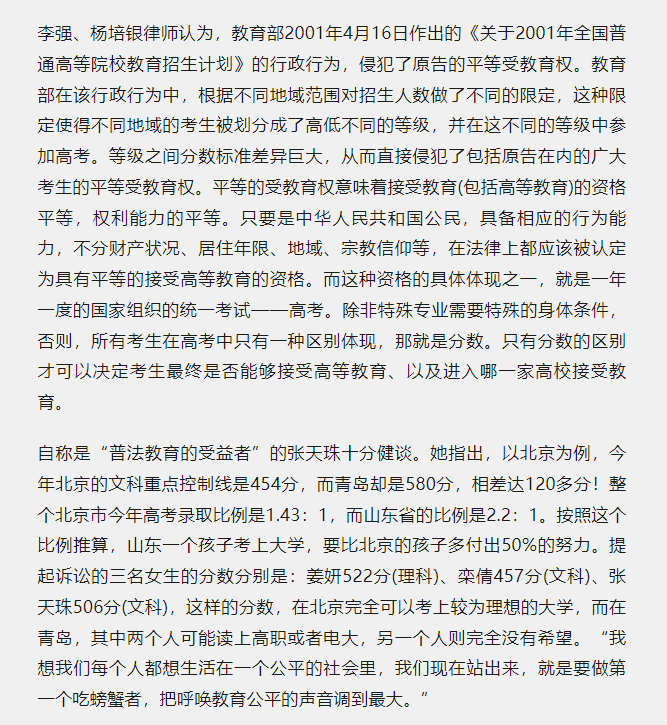 李强、杨培银律师认为，教育部2001年4月16日作出的《关于2001年全国普
通高等院校教育招生计划》的行政行为，侵犯了原告的平等受教育权。教育
部在该行政行为中，根据不同地域范围对招生人数做了不同的限定，这种限
定使得不同地域的考生被划分成了高低不同的等级，并在这不同的等级中参
加高考。等级之间分数标准差异巨大，从而直接侵犯了包括原告在内的广大
考生的平等受教育权。平等的受教育权意味着接受教育(包括高等教育)的资格
平等，权利能力的平等。只要是中华人民共和国公民，具备相应的行为能
力，不分财产状况、居住年限、地域、宗教信仰等，在法律上都应该被认定
为具有平等的接受高等教育的资格。而这种资格的具体体现之一，就是一年
一度的国家组织的统一考试——高考。除非特殊专业需要特殊的身体条件，
否则，所有考生在高考中只有一种区别体现，那就是分数。只有分数的区别
才可以决定考生最终是否能够接受高等教育、以及进入哪一家高校接受教
育。
自称是“普法教育的受益者”的张天珠十分健谈。她指出，以北京为例，今
年北京的文科重点控制线是454分，而青岛却是580分，相差达120多分！整
个北京市今年高考录取比例是1.43：1，而山东省的比例是2.2：1。按照这个
比例推算，山东一个孩子考上大学，要比北京的孩子多付出50%的努力。提
起诉讼的三名女生的分数分别是：姜妍522分(理科)、栾倩457分(文科)、张
天珠506分(文科)，这样的分数，在北京完全可以考上较为理想的大学，而在
青岛，其中两个人可能读上高职或者电大，另一个人则完全没有希望。“我
想我们每个人都想生活在一个公平的社会里，我们现在站出来，就是要做第
一个吃螃蟹者，把呼唤教育公平的声音调到最大。”